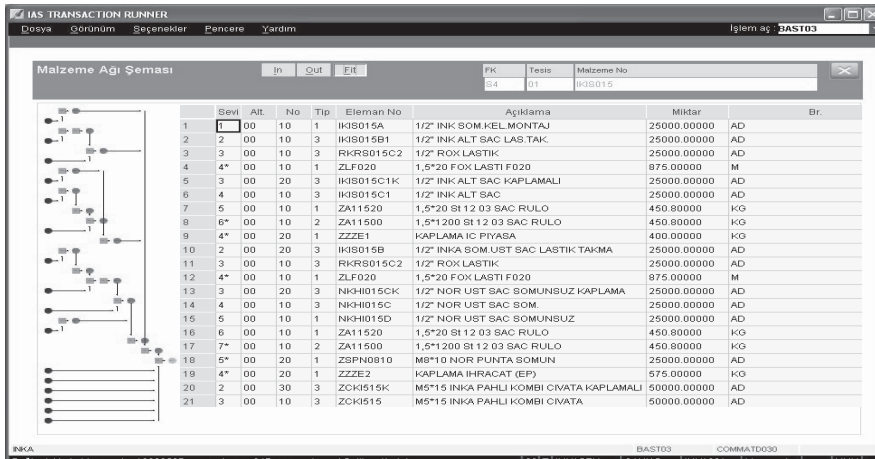 IAS TRANSACTION RUNNER
Dosya Görünüm Seçenekler Pencere Yardım İşlem aç : BAST03
Malzeme Ağı Şeması In Out Fit FK Tesis Malzeme No
S4 01 IKIS015
Sevi Alt. No Tip Eleman No Açıklama Miktar Br.
1 1 00 10 1 IKIS015A 1/2" INK SOM.KEL.MONTAJ 25000.00000 AD
2 2 00 10 3 IKIS015B1 1/2" INK ALT SAC LAS.TAK. 25000.00000 AD
3 3 00 10 3 RKRS015C2 1/2" ROX LASTIK 25000.00000 AD
4 4* 00 10 1 ZLF020 1,5*20 FOX LASTI F020 875.00000 M
5 3 00 20 3 IKIS015C1K 1/2" INK ALT SAC KAPLAMALI 25000.00000 AD
6 4 00 10 3 IKIS015C1 1/2" INK ALT SAC 25000.00000 AD
7 5 00 10 1 ZA11520 1,5*20 St 12 03 SAC RULO 450.80000 KG
8 6* 00 10 2 ZA11500 1,5*1200 St 12 03 SAC RULO 450.80000 KG
9 4* 00 20 1 ZZZE1 KAPLAMA IC PIYASA 400.00000 KG
10 2 00 20 3 IKIS015B 1/2" INKA SOM.UST SAC LASTIK TAKMA 25000.00000 AD
11 3 00 10 3 RKRS015C2 1/2" ROX LASTIK 25000.00000 AD
12 4* 00 10 1 ZLF020 1,5*20 FOX LASTI F020 875.00000 M
13 3 00 20 3 NKHI015CK 1/2" NOR UST SAC SOMUNSUZ KAPLAMA 25000.00000 AD
14 4 00 10 3 NKHI015C 1/2" NOR UST SAC SOM. 25000.00000 AD
15 5 00 10 1 NKHI015D 1/2" NOR UST SAC SOMUNSUZ 25000.00000 AD
16 6 00 10 1 ZA11520 1,5*20 St 12 03 SAC RULO 450.80000 KG
17 7* 00 10 2 ZA11500 1,5*1200 St 12 03 SAC RULO 450.80000 KG
18 5* 00 20 1 ZSPN0810 M8*10 NOR PUNTA SOMUN 25000.00000 AD
19 4* 00 20 1 ZZZE2 KAPLAMA IHRACAT (EP) 575.00000 KG
20 2 00 30 3 ZCKI515K M5*15 INKA PAHLI KOMBI CIVATA KAPLAMALI 50000.00000 AD
21 3 00 10 3 ZCKI515 M5*15 INKA PAHLI KOMBI CIVATA 50000.00000 AD
INKA BAST03 COMMATD030